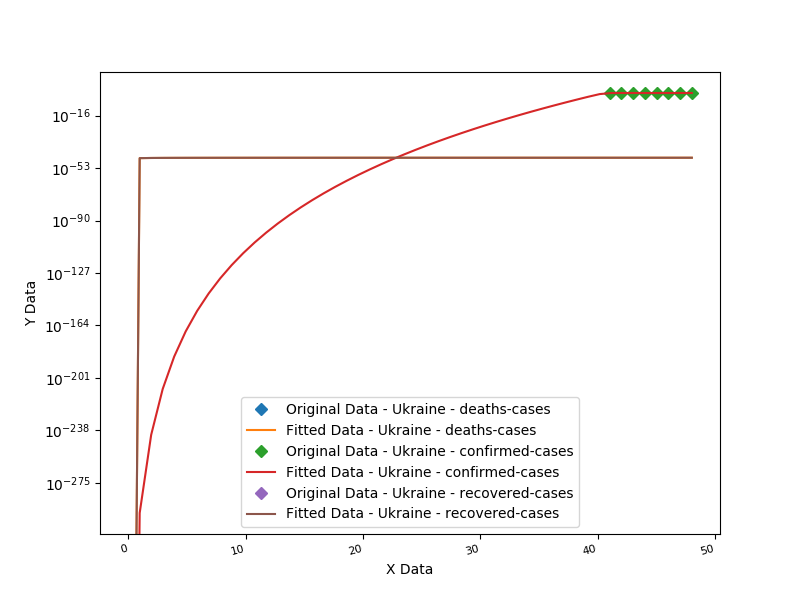 10^{-16}
10^{-53}
10^{-90}
10^{-127}
10^{-164}
10^{-201}
10^{-238}
10^{-275}
Y Data
Original Data - Ukraine - deaths-cases
Fitted Data - Ukraine - deaths-cases
Original Data - Ukraine - confirmed-cases
Fitted Data - Ukraine - confirmed-cases
Original Data - Ukraine - recovered-cases
Fitted Data - Ukraine - recovered-cases
0 10 20 30 40 50
X Data